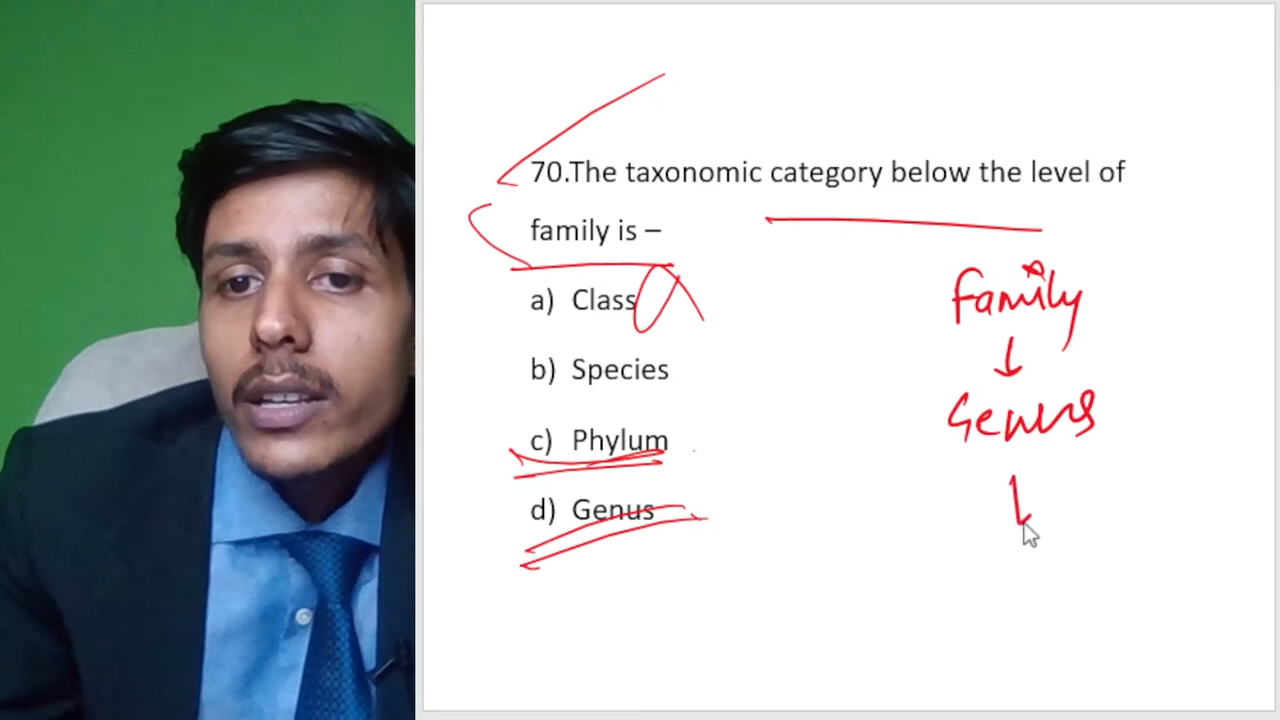 70.The taxonomic category below the level of
family is –
a) Class
b) Species
c) Phylum
d) Genus
Family
Genus